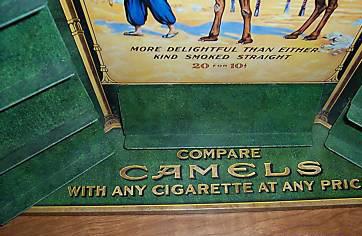 MORE DELIGHTFUL THAN EITHER
KIND SMOKED STRAIGHT
20 FOR 10¢
COMPARE
CAMELS
WITH ANY CIGARETTE AT ANY PRIC